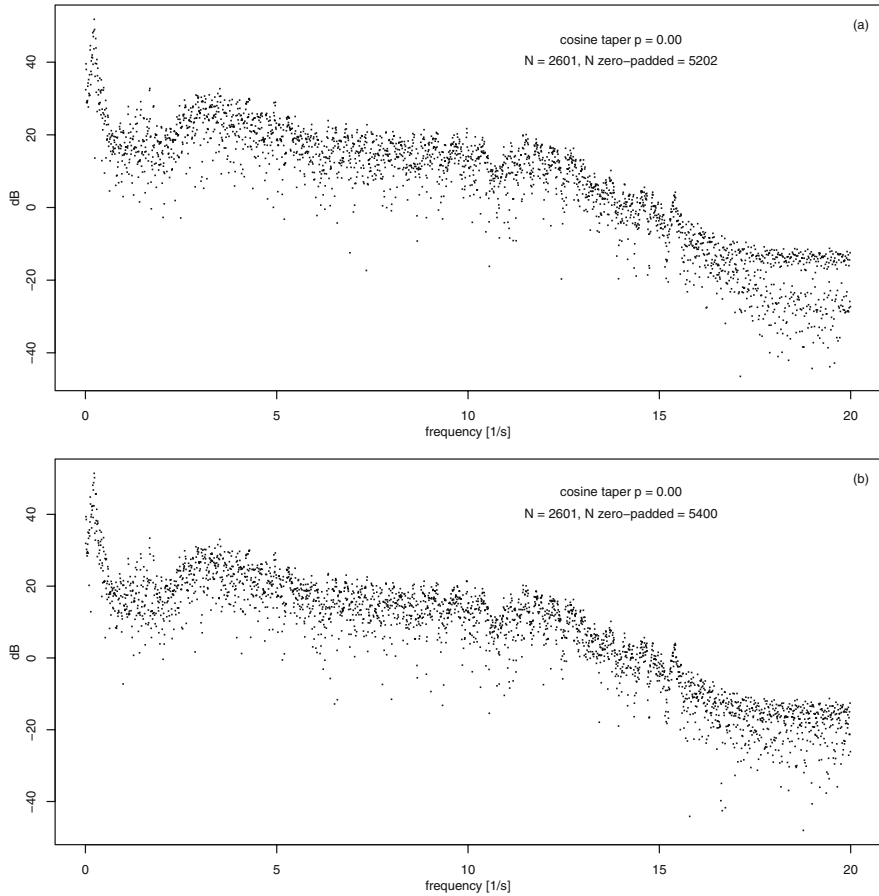 (a)
cosine taper p = 0.00
N = 2601, N zero−padded = 5202
40
20
0
−20
−40
dB
0 5 10 15 20
frequency [1/s]
(b)
cosine taper p = 0.00
N = 2601, N zero−padded = 5400
40
20
0
−20
−40
dB
0 5 10 15 20
frequency [1/s]